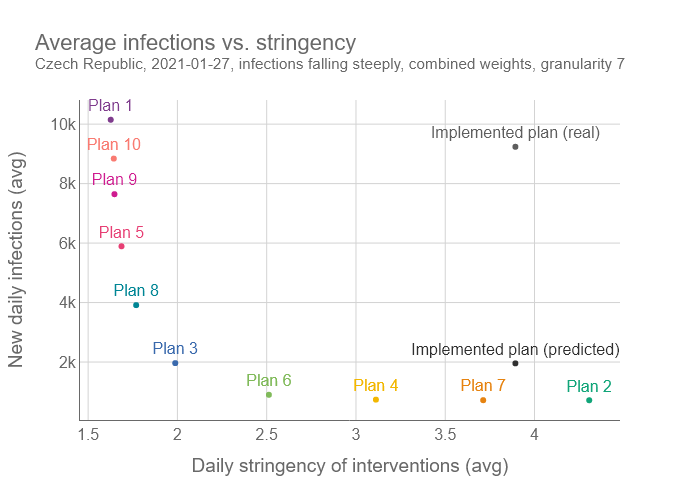 Average infections vs. stringency
Czech Republic, 2021-01-27, infections falling steeply, combined weights, granularity 7
Plan 1
10k
Implemented plan (real)
Plan 10
Plan 9
8k
Plan 5
6k
Plan 8
4k
Plan 3
Implemented plan (predicted)
2k
Plan 6
Plan 4
Plan 7
Plan 2
1.5
2
2.5
3
3.5
4
New daily infections (avg)
Daily stringency of interventions (avg)